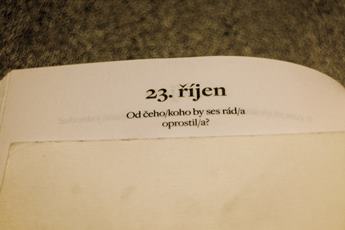 23. říjen
Od čeho/koho by ses rád/a
oprostil/a?